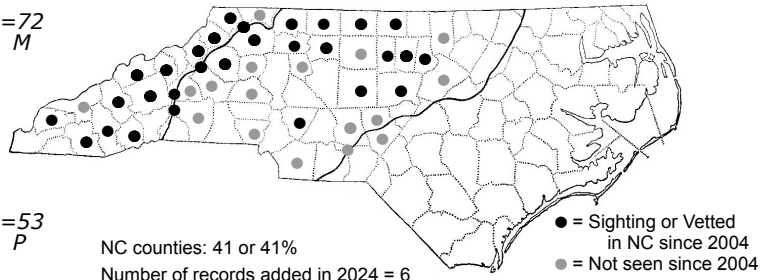 =72
M
=53
P
NC counties: 41 or 41%
Number of records added in 2024 = 6
● = Sighting or Vetted
in NC since 2004
● = Not seen since 2004